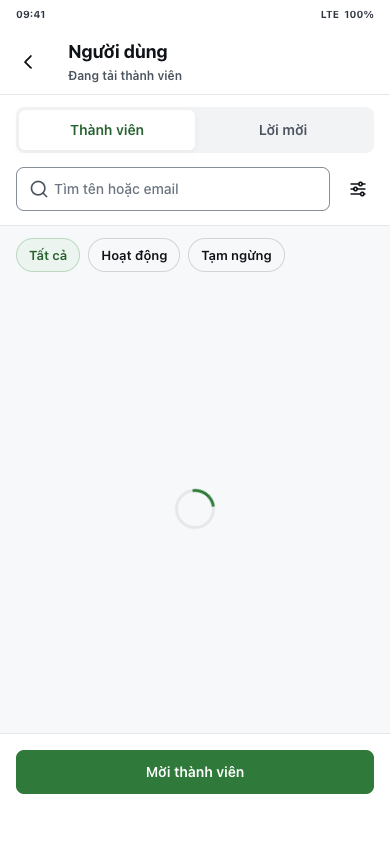 09:41
LTE 100%
Người dùng
Đang tải thành viên
Thành viên
Lời mời
Tìm tên hoặc email
Tất cả
Hoạt động
Tạm ngừng
Mời thành viên